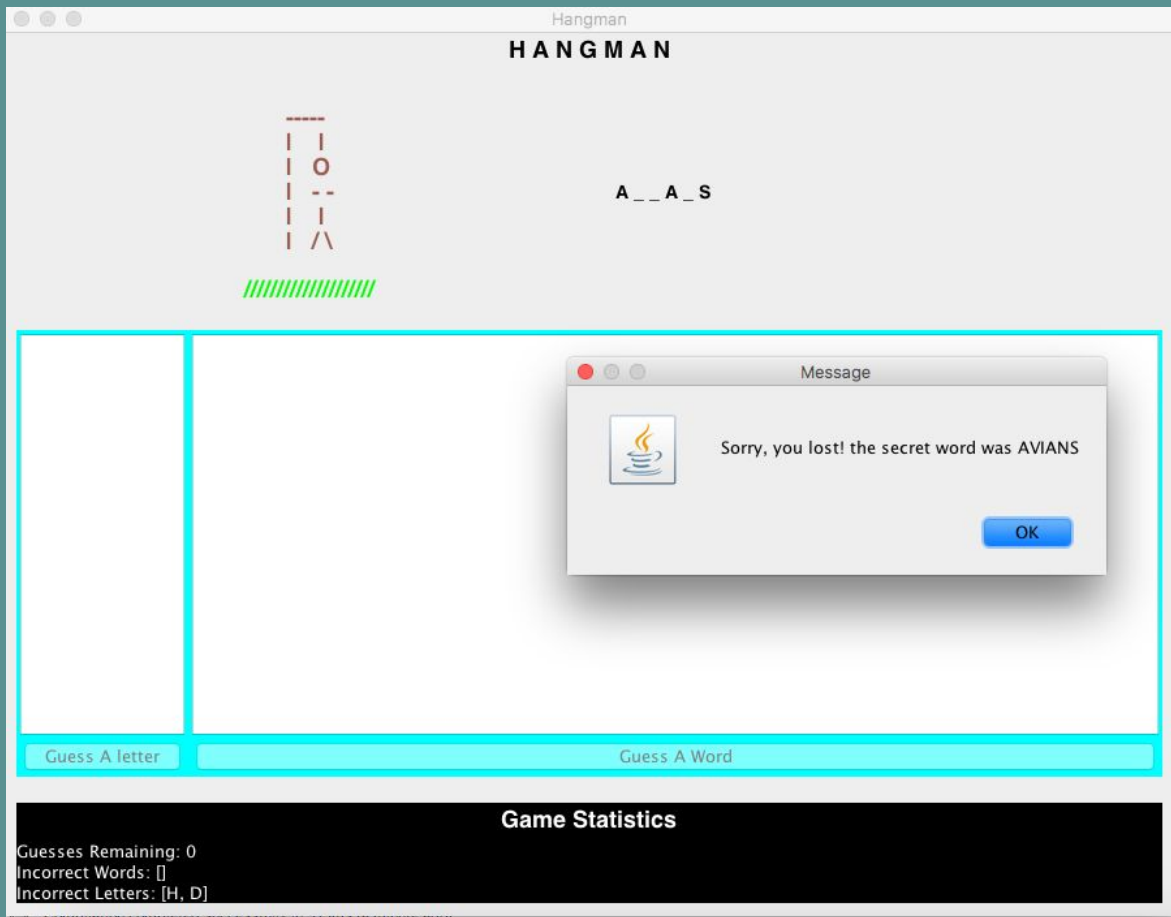 Hangman
H A N G M A N
-----
| |
| O
| - -
| |
| / \
A _ _ A _ S
///////////////////
Message
Sorry, you lost! the secret word was AVIANS
OK
Guess A letter
Guess A Word
Game Statistics
Guesses Remaining: 0
Incorrect Words: []
Incorrect Letters: [H, D]